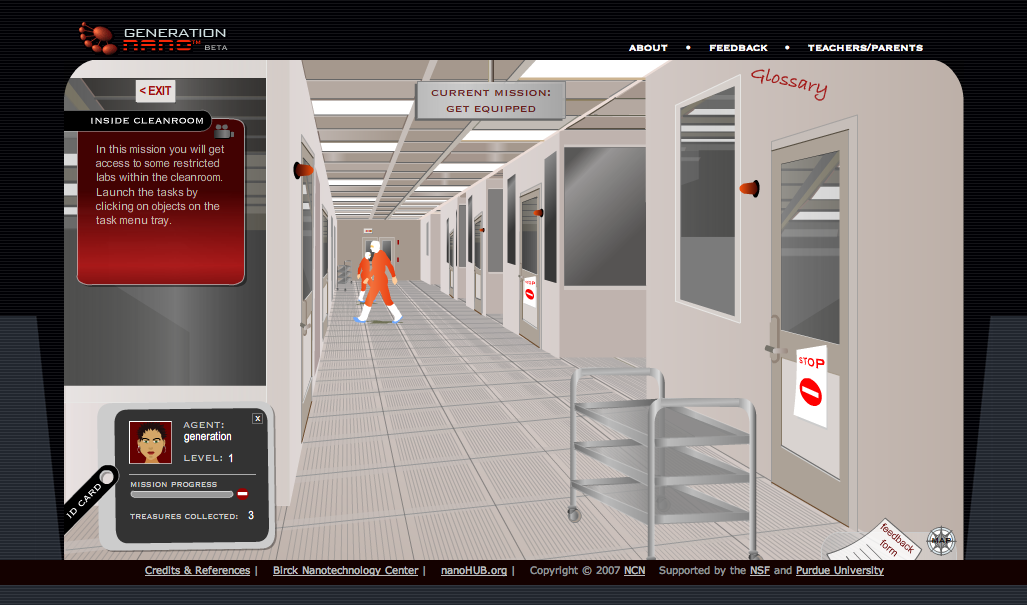 GENERATION
nano™ BETA
ABOUT • FEEDBACK • TEACHERS/PARENTS
< EXIT
INSIDE CLEANROOM
In this mission you will get
access to some restricted
labs within the cleanroom.
Launch the tasks by
clicking on objects on the
task menu tray.
CURRENT MISSION:
GET EQUIPPED
Glossary
STOP
STOP
ID CARD
X
AGENT:
generation
LEVEL: 1
MISSION PROGRESS
TREASURES COLLECTED: 3
feedback
form
MAP
Credits & References | Birck Nanotechnology Center | nanoHUB.org | Copyright © 2007 NCN Supported by the NSF and Purdue University